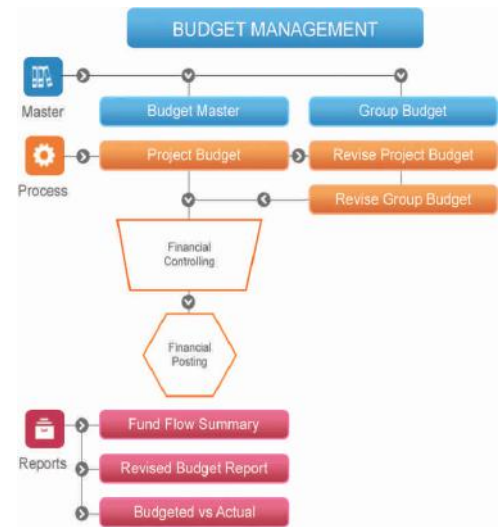 BUDGET MANAGEMENT
Master
Budget Master
Group Budget
Process
Project Budget
Revise Project Budget
Revise Group Budget
Financial
Controlling
Financial
Posting
Reports
Fund Flow Summary
Revised Budget Report
Budgeted vs Actual